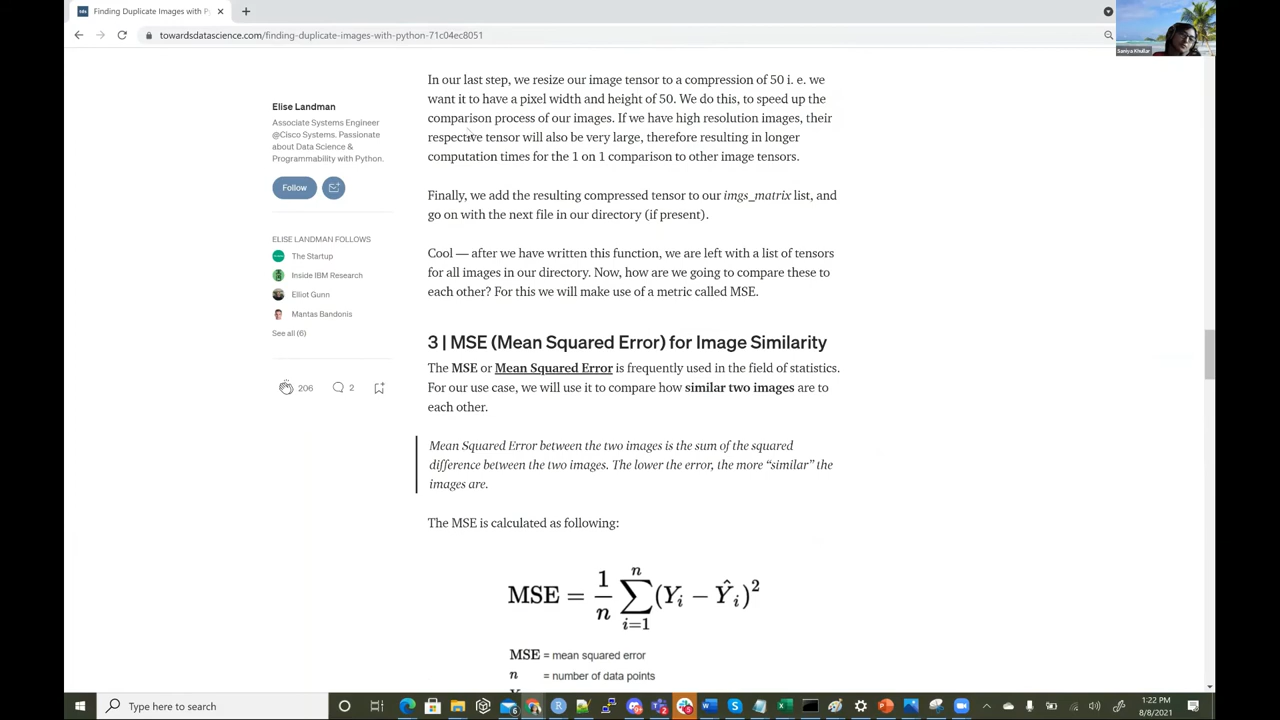 Finding Duplicate Images with P
towardsdatascience.com/finding-duplicate-images-with-python-71c04ec8051
Saniya Khullar
Elise Landman
Associate Systems Engineer
@Cisco Systems. Passionate
about Data Science &
Programmability with Python.
Follow
ELISE LANDMAN FOLLOWS
The Startup
Inside IBM Research
Elliot Gunn
Mantas Bandonis
See all (6)
206
2
In our last step, we resize our image tensor to a compression of 50 i. e. we
want it to have a pixel width and height of 50. We do this, to speed up the
comparison process of our images. If we have high resolution images, their
respective tensor will also be very large, therefore resulting in longer
computation times for the 1 on 1 comparison to other image tensors.
Finally, we add the resulting compressed tensor to our imgs_matrix list, and
go on with the next file in our directory (if present).
Cool — after we have written this function, we are left with a list of tensors
for all images in our directory. Now, how are we going to compare these to
each other? For this we will make use of a metric called MSE.
3 | MSE (Mean Squared Error) for Image Similarity
The MSE or Mean Squared Error is frequently used in the field of statistics.
For our use case, we will use it to compare how similar two images are to
each other.
Mean Squared Error between the two images is the sum of the squared
difference between the two images. The lower the error, the more “similar” the
images are.
The MSE is calculated as following:
MSE = 1/n ∑ i=1 n (Yi − Ŷi)2
MSE = mean squared error
n = number of data points
Type here to search
1:22 PM
8/8/2021